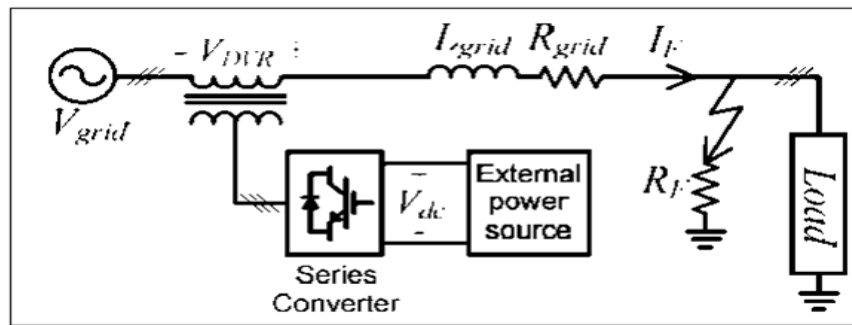 - V_DVR +
L_grid R_grid I_F
V_grid
R_F
V_dc
External
power
source
Load
Series
Converter